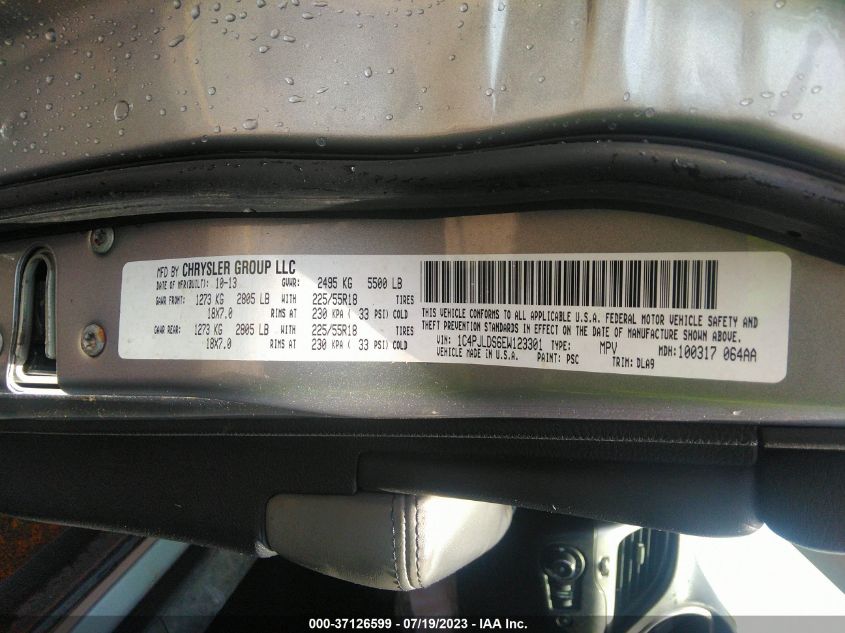 MFD BY CHRYSLER GROUP LLC
DATE OF MFR(BUILT): 10-13 GVWR: 2495 KG 5500 LB
GAWR FRONT: 1273 KG 2805 LB WITH 225/55R18 TIRES
18X7.0 RIMS AT 230 KPA ( 33 PSI) COLD
GAWR REAR: 1273 KG 2805 LB WITH 225/55R18 TIRES
18X7.0 RIMS AT 230 KPA ( 33 PSI) COLD
THIS VEHICLE CONFORMS TO ALL APPLICABLE U.S.A. FEDERAL MOTOR VEHICLE SAFETY AND
THEFT PREVENTION STANDARDS IN EFFECT ON THE DATE OF MANUFACTURE SHOWN ABOVE.
VIN: 1C4PJLDS6EW123301 TYPE: MPV MDH: 100317 064AA
VEHICLE MADE IN U.S.A. PAINT: PSC TRIM: DLA9
000-37126599 - 07/19/2023 - IAA Inc.